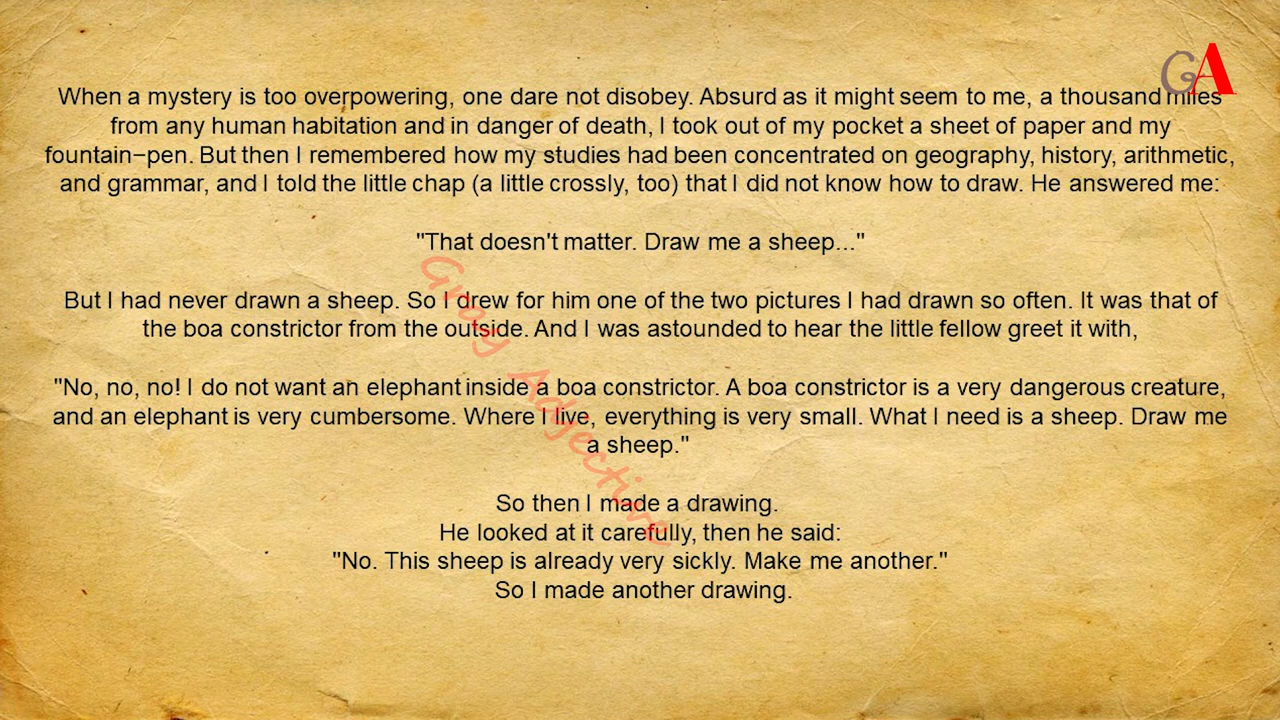 GA
When a mystery is too overpowering, one dare not disobey. Absurd as it might seem to me, a thousand miles
from any human habitation and in danger of death, I took out of my pocket a sheet of paper and my
fountain−pen. But then I remembered how my studies had been concentrated on geography, history, arithmetic,
and grammar, and I told the little chap (a little crossly, too) that I did not know how to draw. He answered me:
"That doesn't matter. Draw me a sheep..."
But I had never drawn a sheep. So I drew for him one of the two pictures I had drawn so often. It was that of
the boa constrictor from the outside. And I was astounded to hear the little fellow greet it with,
"No, no, no! I do not want an elephant inside a boa constrictor. A boa constrictor is a very dangerous creature,
and an elephant is very cumbersome. Where I live, everything is very small. What I need is a sheep. Draw me
a sheep."
So then I made a drawing.
He looked at it carefully, then he said:
"No. This sheep is already very sickly. Make me another."
So I made another drawing.
Gray Adjective